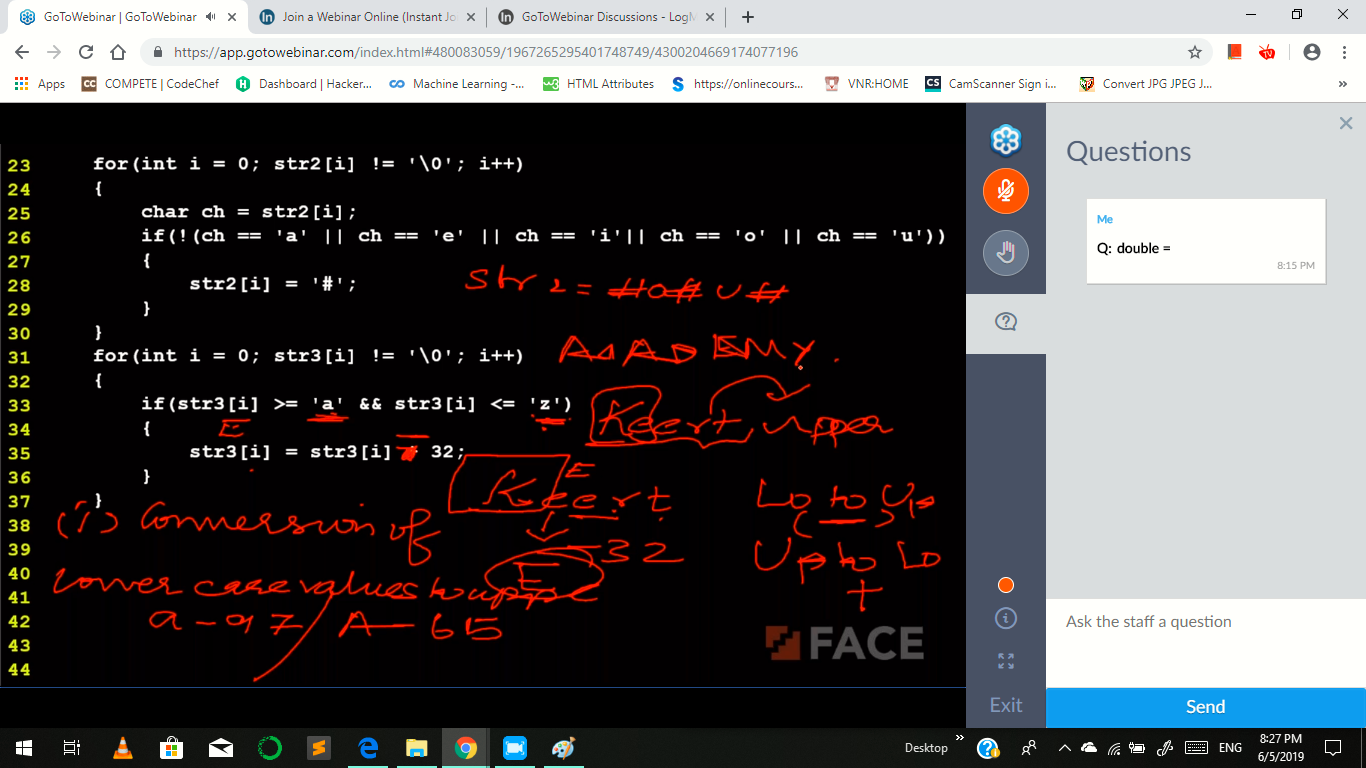 GoToWebinar | GoToWebinar
Join a Webinar Online (Instant Jo
GoToWebinar Discussions - LogM
https://app.gotowebinar.com/index.html#480083059/1967265295401748749/4300204669174077196
Apps
COMPETE | CodeChef
Dashboard | Hacker...
Machine Learning -...
HTML Attributes
https://onlinecours...
VNR:HOME
CamScanner Sign i...
Convert JPG JPEG J...
»
23 for(int i = 0; str2[i] != '\0'; i++)
24 {
25 char ch = str2[i];
26 if(!(ch == 'a' || ch == 'e' || ch == 'i'|| ch == 'o' || ch == 'u'))
27 {
28 str2[i] = '#';
29 }
30 }
31 for(int i = 0; str3[i] != '\0'; i++)
32 {
33 if(str3[i] >= 'a' && str3[i] <= 'z')
34 {
35 str3[i] = str3[i] - 32;
36 }
37 }
38
39
40
41
42
43
44
Str2 = #o#u#
Keert, upper
E
E
Keert
-32
E
Lo to Up
( )
Up to Lo
+
(i) Conversion of
lower case values to uppe
a - 97 / A - 65
FACE
Exit
Questions
Me
Q: double =
8:15 PM
Ask the staff a question
Send
Desktop
»
ENG
8:27 PM
6/5/2019